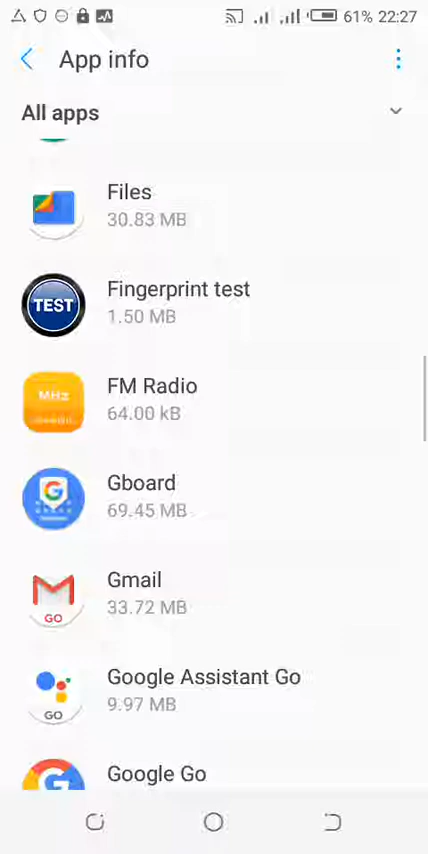 61% 22:27
App info
All apps
Files
30.83 MB
TEST
Fingerprint test
1.50 MB
MHz
FM Radio
64.00 kB
G
Gboard
69.45 MB
GO
Gmail
33.72 MB
GO
Google Assistant Go
9.97 MB
G
Google Go